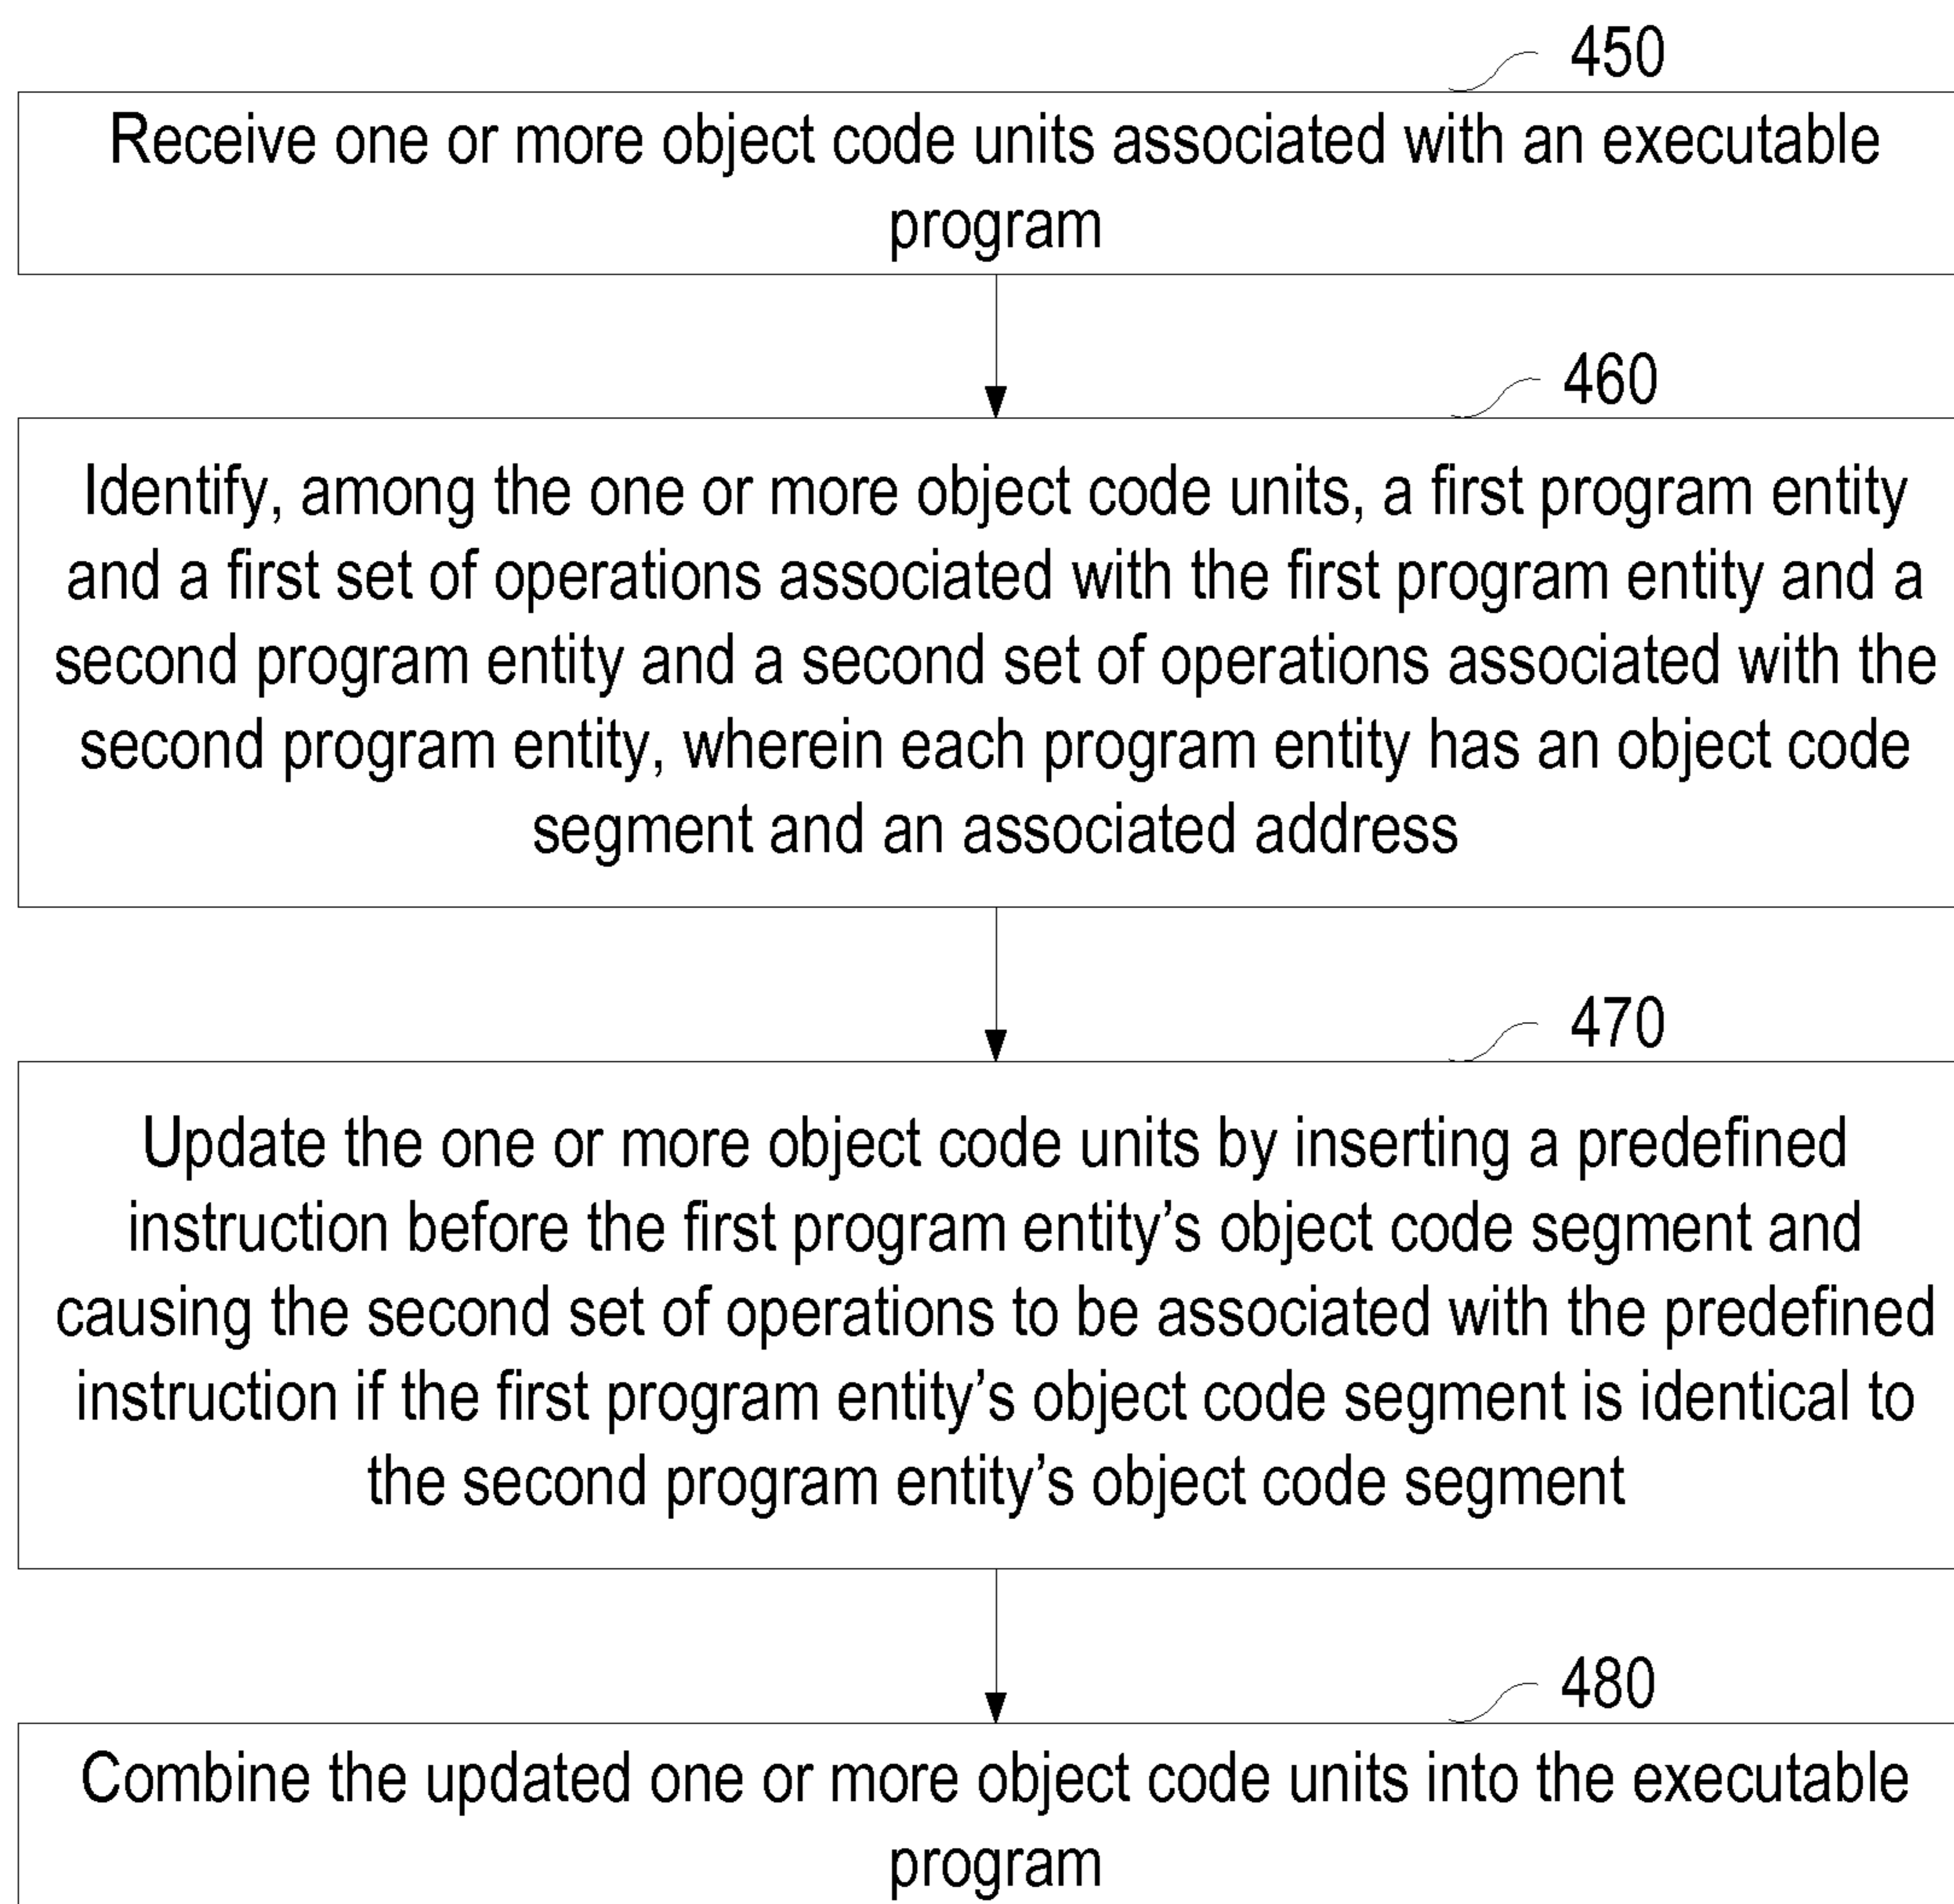 450
Receive one or more object code units associated with an executable
program
460
Identify, among the one or more object code units, a first program entity
and a first set of operations associated with the first program entity and a
second program entity and a second set of operations associated with the
second program entity, wherein each program entity has an object code
segment and an associated address
470
Update the one or more object code units by inserting a predefined
instruction before the first program entity’s object code segment and
causing the second set of operations to be associated with the predefined
instruction if the first program entity’s object code segment is identical to
the second program entity’s object code segment
480
Combine the updated one or more object code units into the executable
program